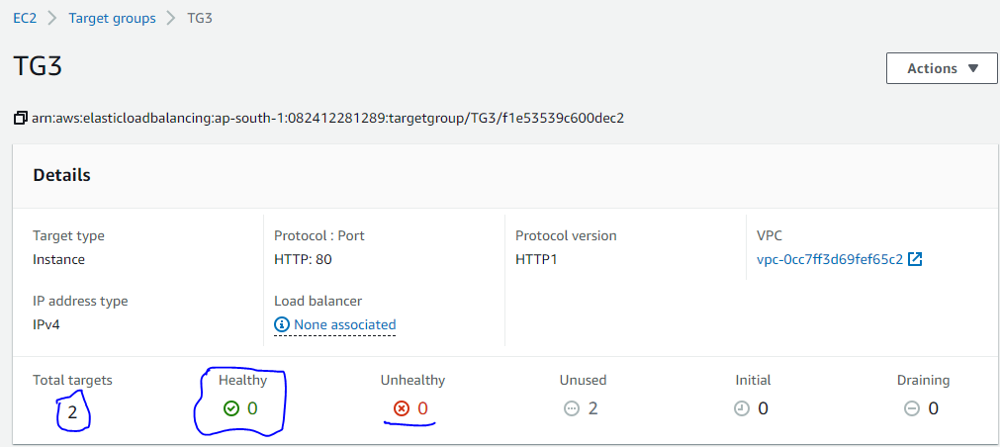 EC2 > Target groups > TG3
TG3
Actions ▼
arn:aws:elasticloadbalancing:ap-south-1:082412281289:targetgroup/TG3/f1e53539c600dec2
Details
Target type
Instance
Protocol : Port
HTTP: 80
Protocol version
HTTP1
VPC
vpc-0cc7ff3d69fef65c2
IP address type
IPv4
Load balancer
None associated
Total targets
2
Healthy
0
Unhealthy
0
Unused
2
Initial
0
Draining
0